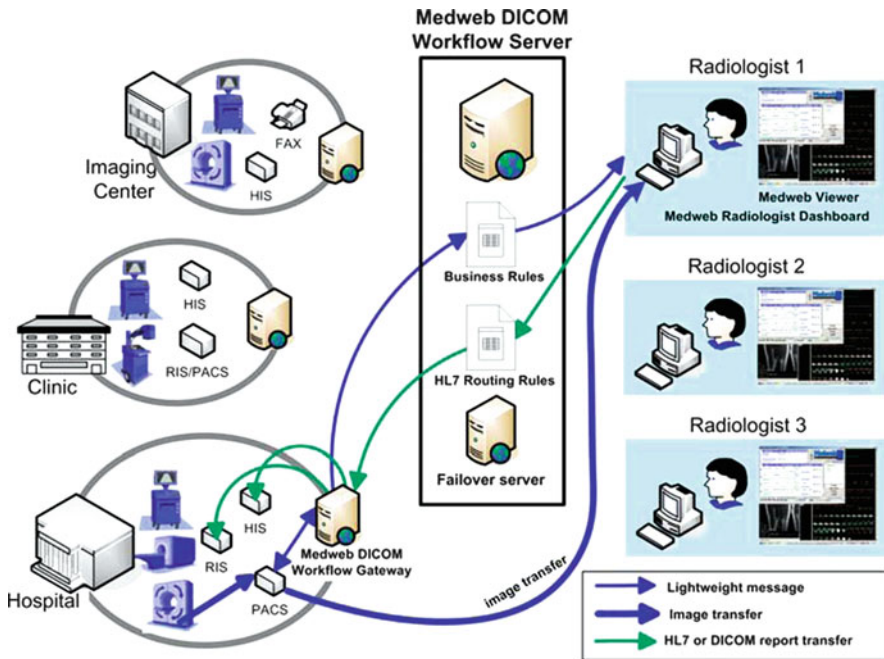 Medweb DICOM
Workflow Server
Imaging
Center
FAX
HIS
Clinic
HIS
RIS/PACS
Hospital
HIS
RIS
PACS
Medweb DICOM
Workflow Gateway
Business Rules
HL7 Routing Rules
Failover server
image transfer
Radiologist 1
Medweb Viewer
Medweb Radiologist Dashboard
Radiologist 2
Radiologist 3
Lightweight message
Image transfer
HL7 or DICOM report transfer